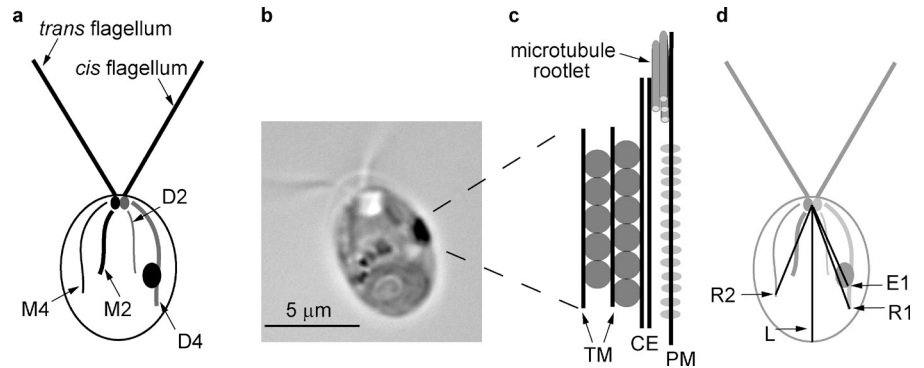 a
trans flagellum
cis flagellum
D2
M4
M2
D4
b
5 μm
c
microtubule
rootlet
TM
CE
PM
d
R2
L
E1
R1